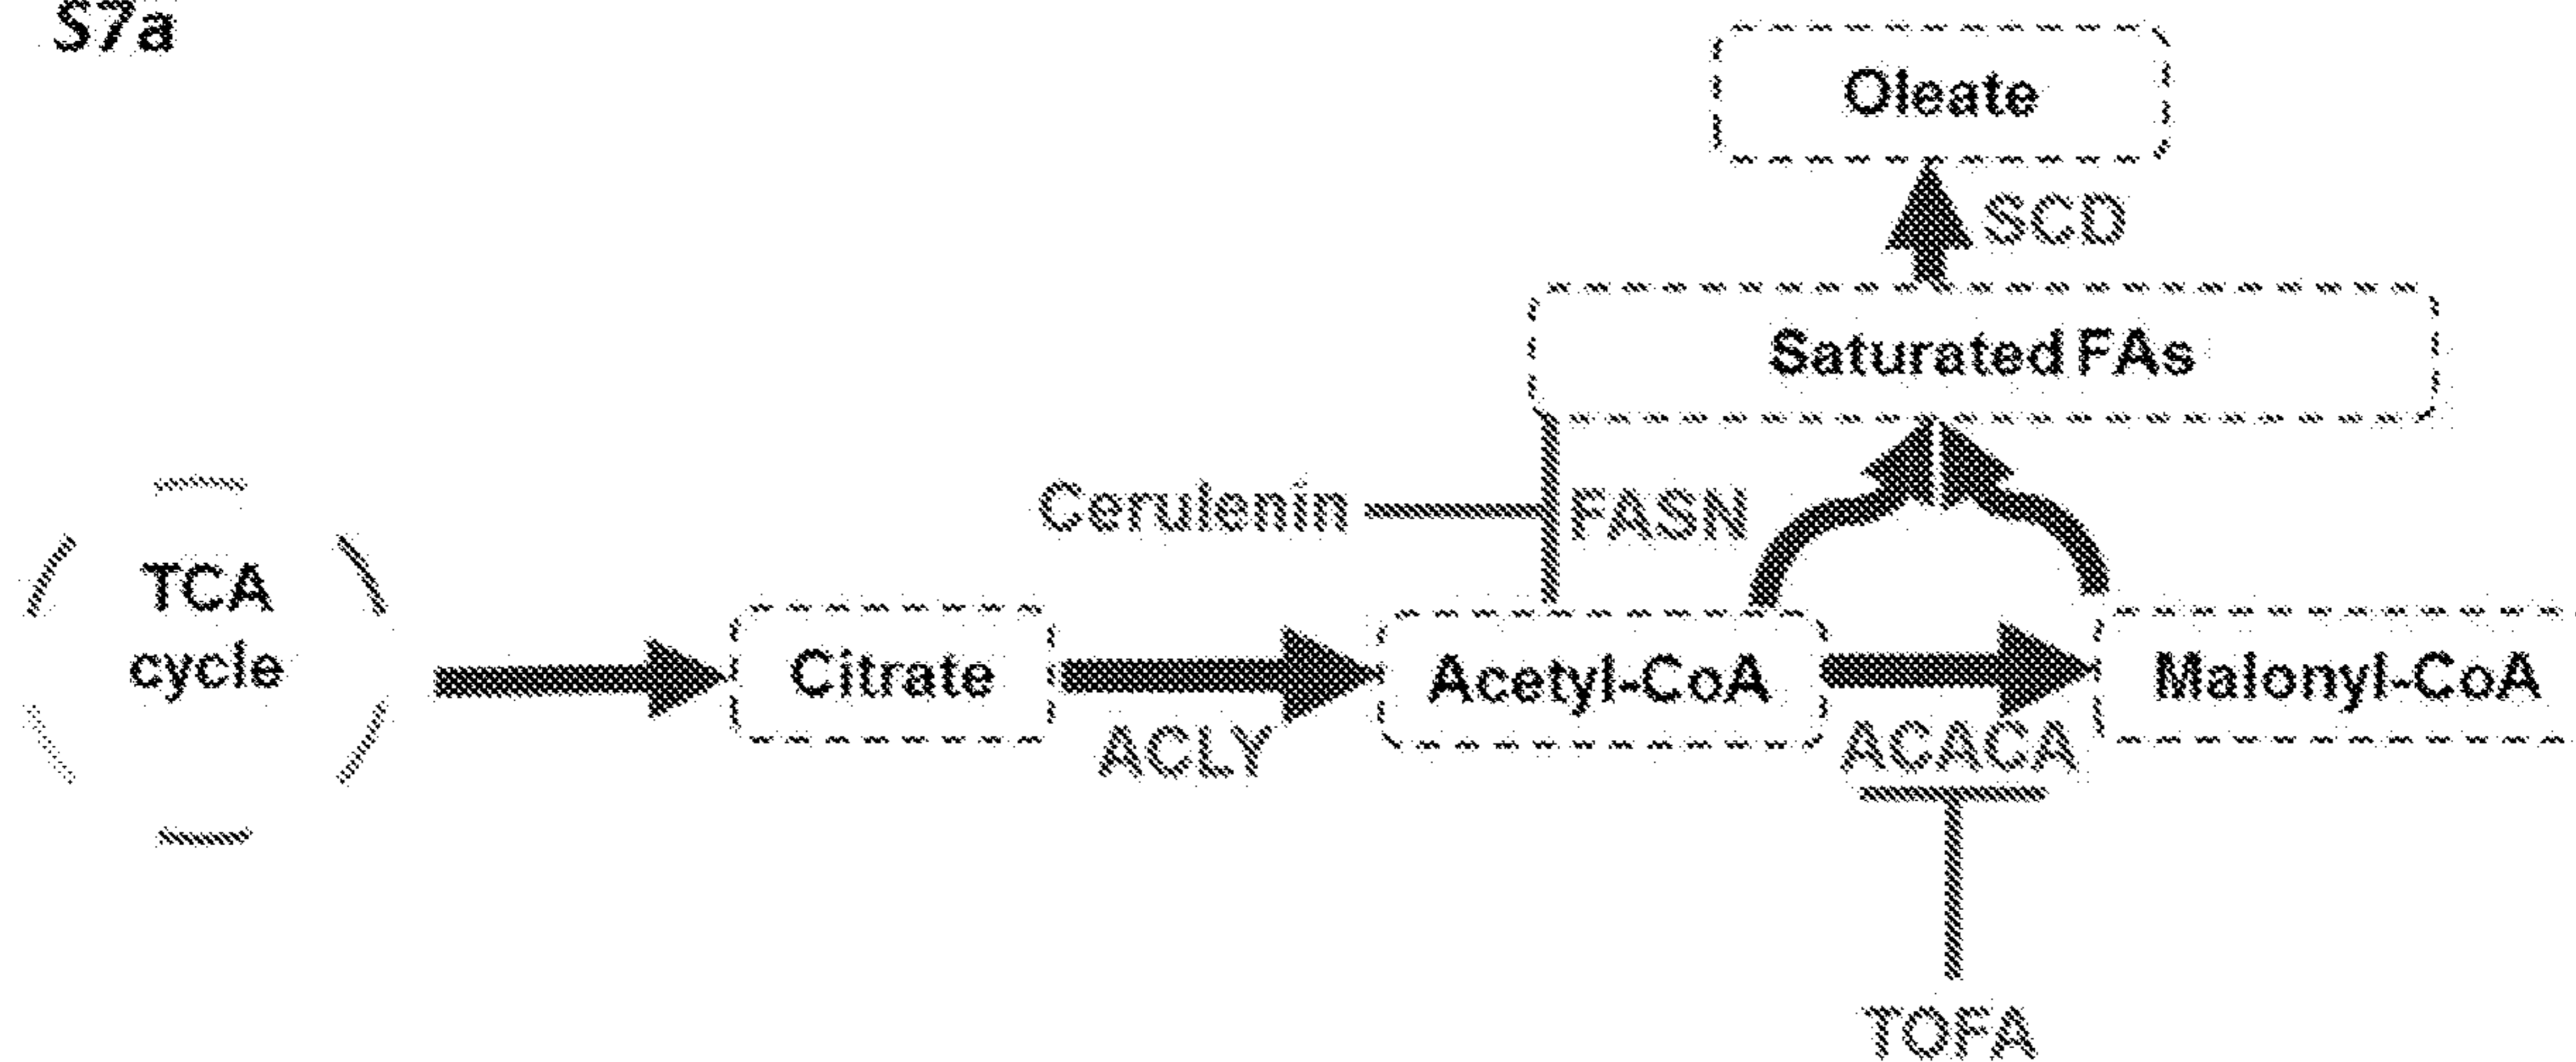 S7a
Oleate
SCD
Saturated FAs
Cerulenin
FASN
TCA
cycle
Citrate
Acetyl-CoA
Malonyl-CoA
ACLY
ACACA
TOFA